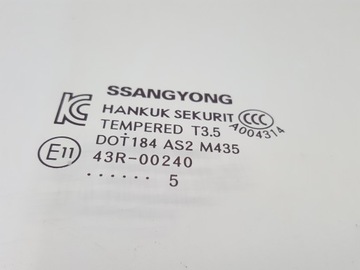 SSANGYONG
HANKUK SEKURIT
TEMPERED T3.5
A004314
DOT184 AS2 M435
E11
43R-00240
...... 5